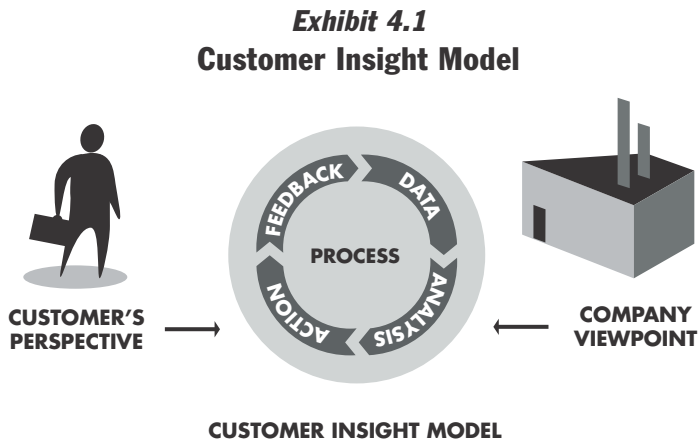 Exhibit 4.1
Customer Insight Model
FEEDBACK
DATA
PROCESS
ACTION
ANALYSIS
CUSTOMER'S
PERSPECTIVE
COMPANY
VIEWPOINT
CUSTOMER INSIGHT MODEL